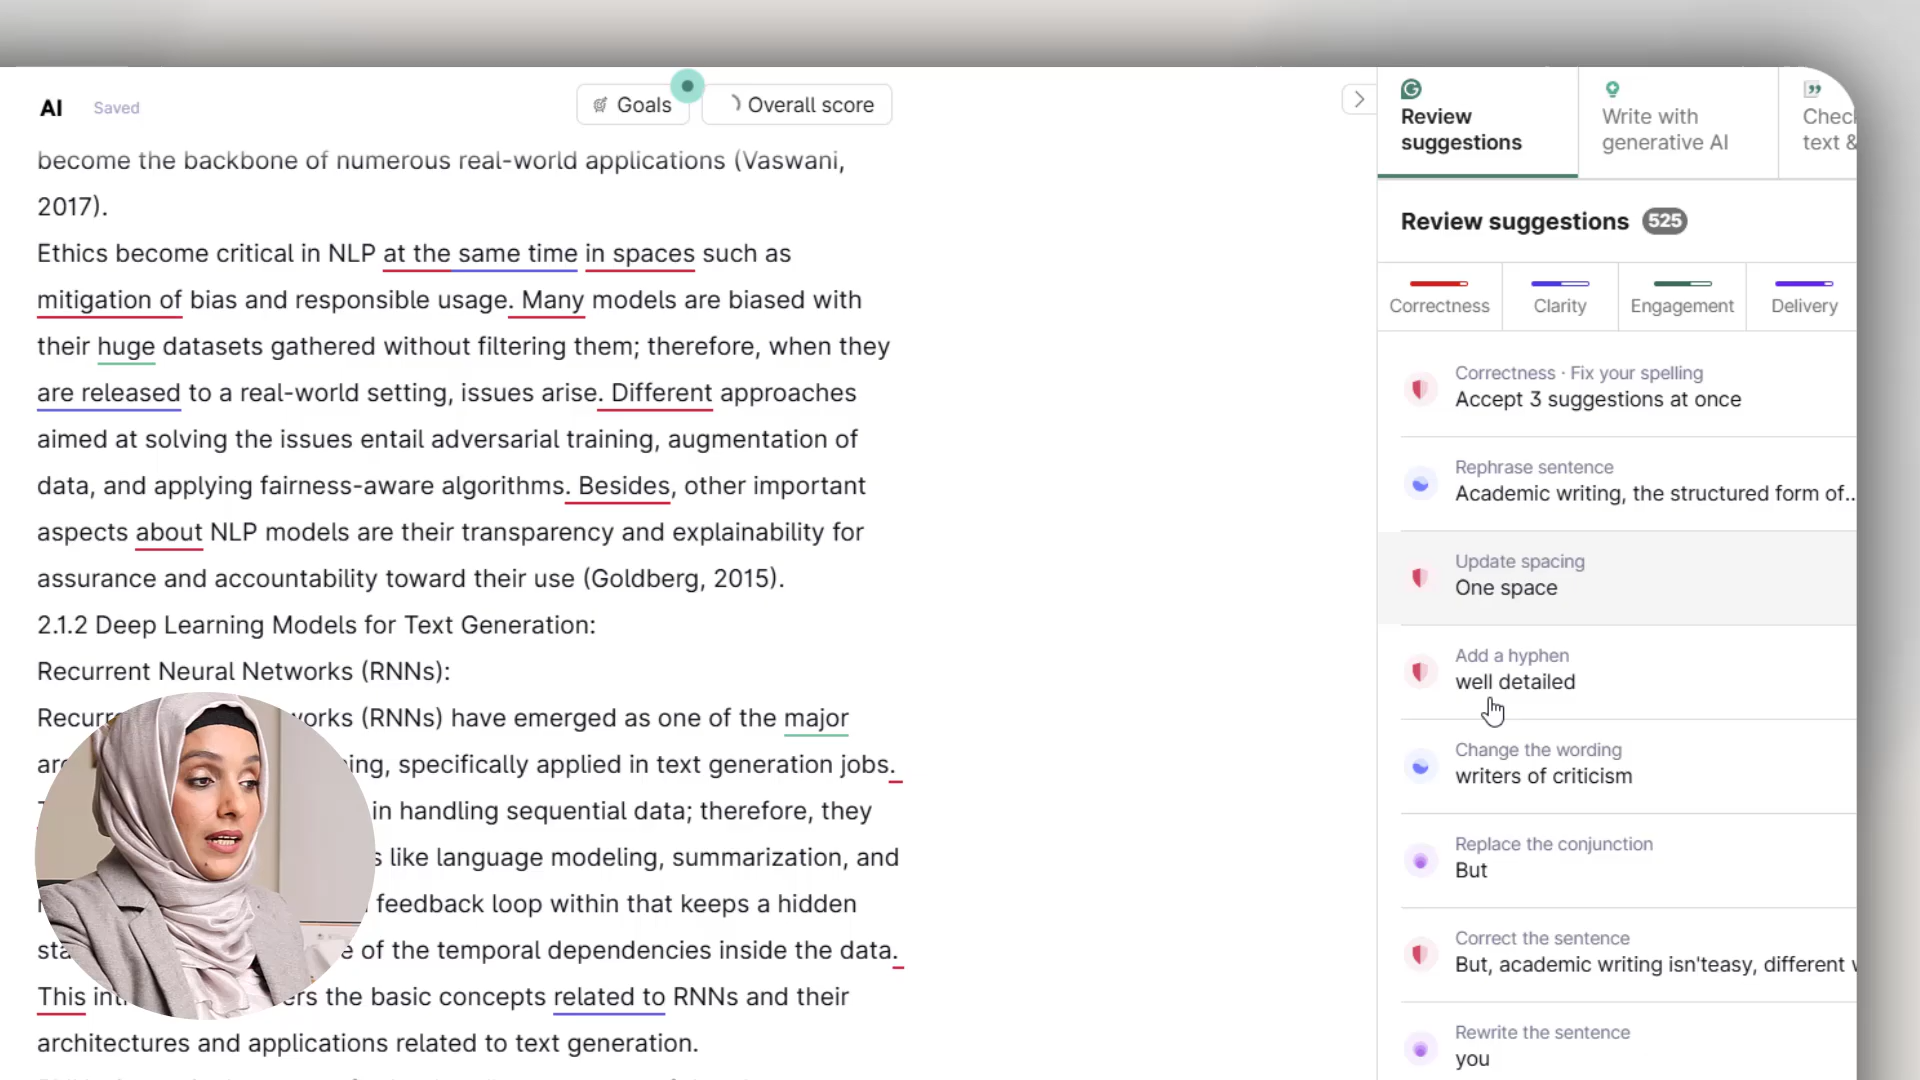 AI Saved
Goals
Overall score
become the backbone of numerous real-world applications (Vaswani,
2017).
Ethics become critical in NLP at the same time in spaces such as
mitigation of bias and responsible usage. Many models are biased with
their huge datasets gathered without filtering them; therefore, when they
are released to a real-world setting, issues arise. Different approaches
aimed at solving the issues entail adversarial training, augmentation of
data, and applying fairness-aware algorithms. Besides, other important
aspects about NLP models are their transparency and explainability for
assurance and accountability toward their use (Goldberg, 2015).
2.1.2 Deep Learning Models for Text Generation:
Recurrent Neural Networks (RNNs):
(RNNs) have emerged as one of the major
specifically applied in text generation jobs.
in handling sequential data; therefore, they
like language modeling, summarization, and
feedback loop within that keeps a hidden
of the temporal dependencies inside the data.
This the basic concepts related to RNNs and their
architectures and applications related to text generation.
Review
suggestions
Write with
generative AI
text &
Review suggestions 525
Correctness
Clarity
Engagement
Delivery
Correctness · Fix your spelling
Accept 3 suggestions at once
Rephrase sentence
Academic writing, the structured form of...
Update spacing
One space
Add a hyphen
well detailed
Change the wording
writers of criticism
Replace the conjunction
But
Correct the sentence
But, academic writing isn'teasy, different
Rewrite the sentence
you